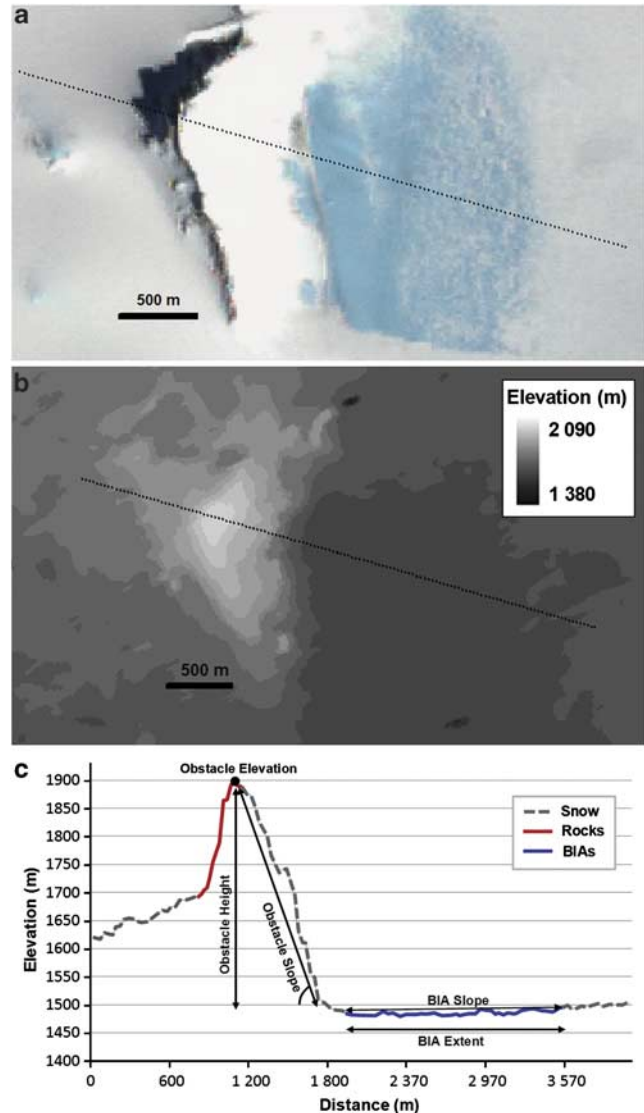 a
500 m
b
Elevation (m)
2 090
1 380
500 m
c
Obstacle Elevation
Snow
Rocks
BIAs
Obstacle Height
Obstacle Slope
BIA Slope
BIA Extent
Elevation (m)
1900
1850
1800
1750
1700
1650
1600
1550
1500
1450
1400
0
600
1 200
1 800
2 370
2 970
3 570
Distance (m)